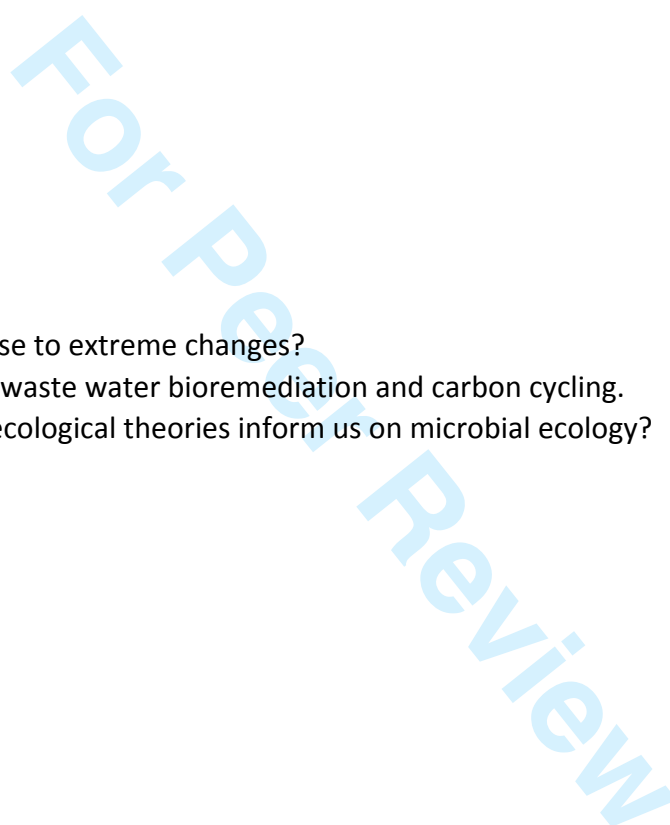 se to extreme changes?
waste water bioremediation and carbon cycling.
ecological theories inform us on microbial ecology?
For Peer Review